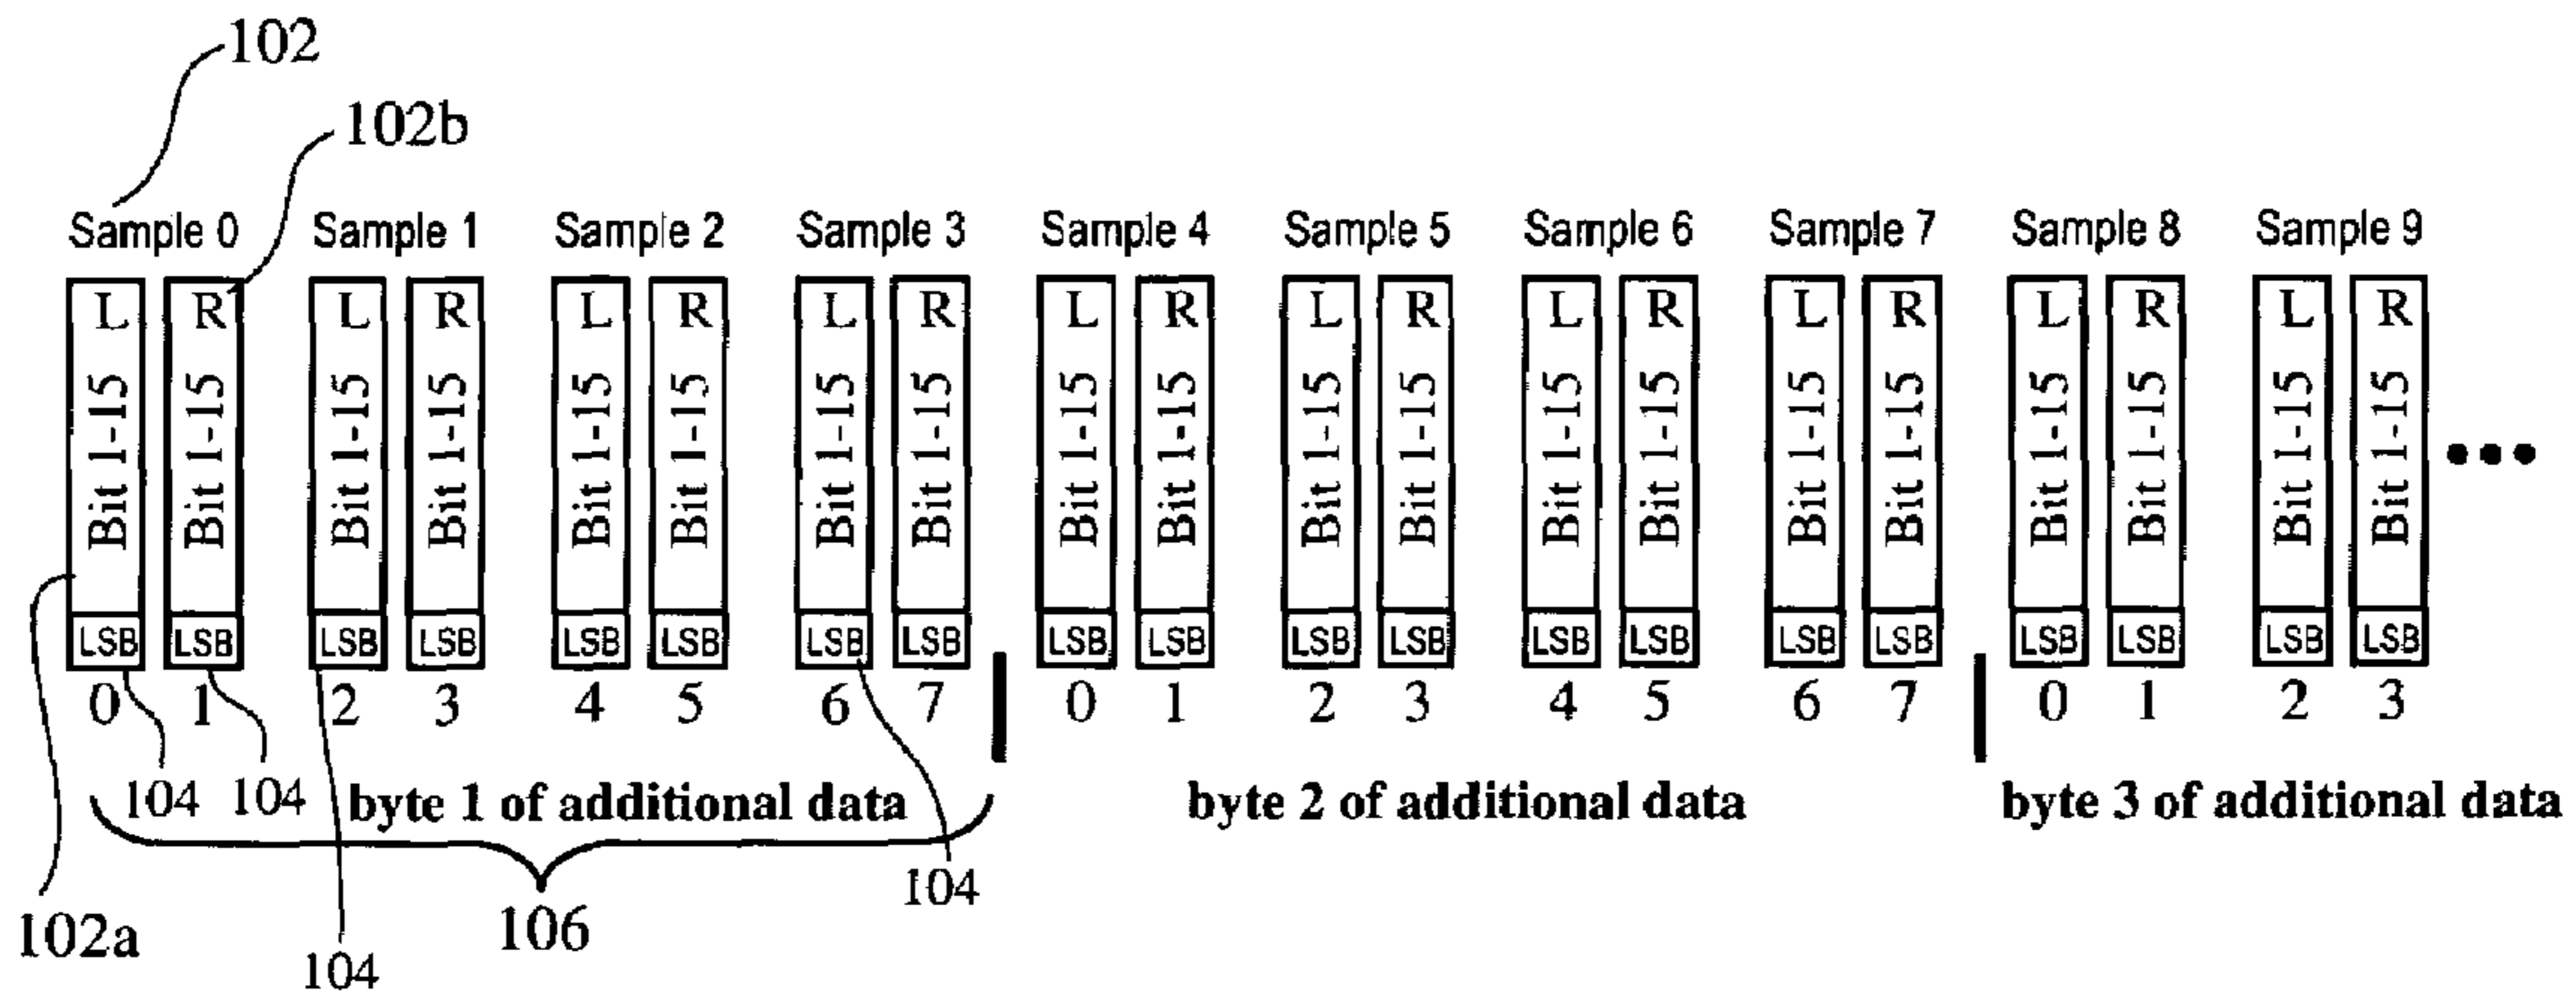 102
102b
Sample 0 Sample 1 Sample 2 Sample 3 Sample 4 Sample 5 Sample 6 Sample 7 Sample 8 Sample 9
L R L R L R L R L R L R L R L R L R L R
Bit 1-15 Bit 1-15 Bit 1-15 Bit 1-15 Bit 1-15 Bit 1-15 Bit 1-15 Bit 1-15 Bit 1-15 Bit 1-15 Bit 1-15 Bit 1-15 Bit 1-15 Bit 1-15 Bit 1-15 Bit 1-15 Bit 1-15 Bit 1-15 Bit 1-15 Bit 1-15
•••
LSB LSB LSB LSB LSB LSB LSB LSB LSB LSB LSB LSB LSB LSB LSB LSB LSB LSB LSB LSB
0 1 2 3 4 5 6 7 0 1 2 3 4 5 6 7 0 1 2 3
104 104 byte 1 of additional data byte 2 of additional data byte 3 of additional data
104
102a 106
104